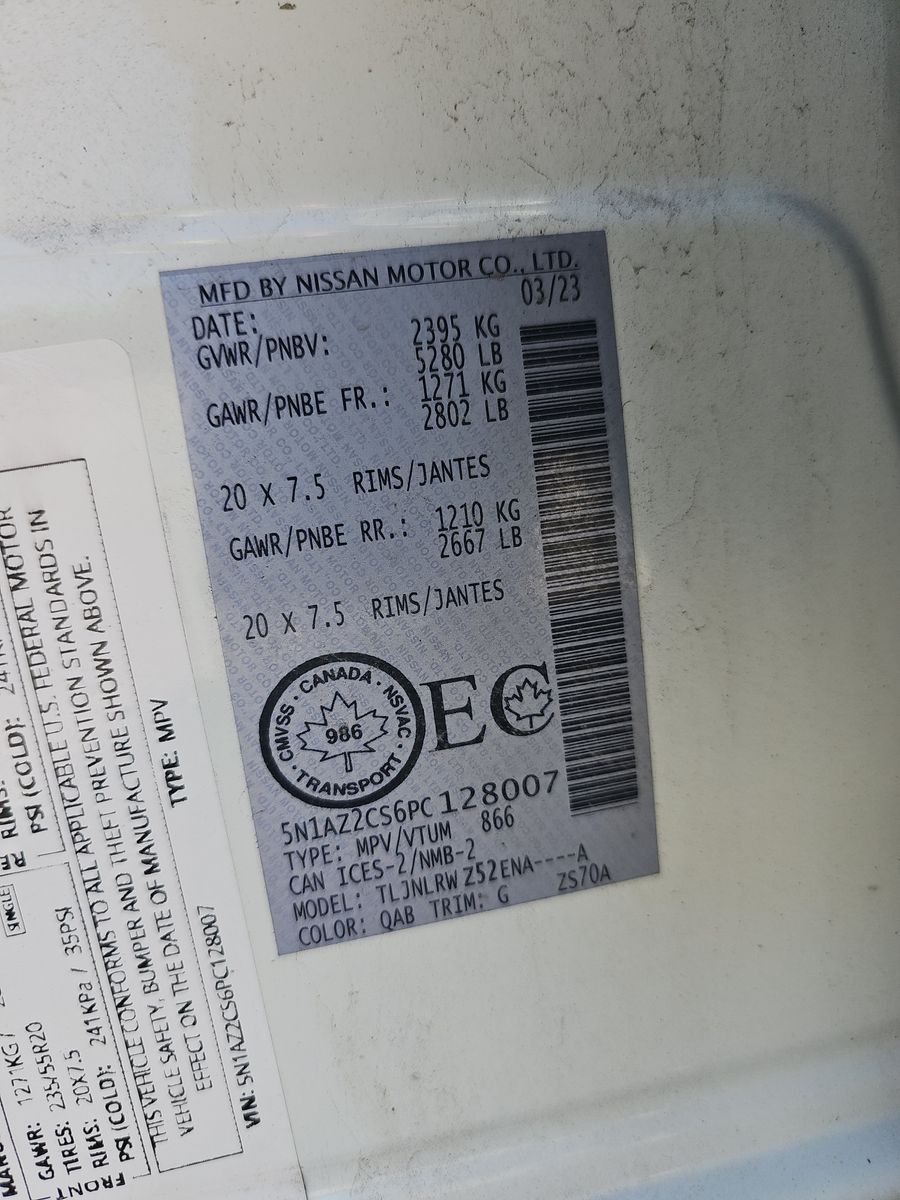 MFD BY NISSAN MOTOR CO., LTD.
DATE: 03/23
GVWR/PNBV: 2395 KG
5280 LB
GAWR/PNBE FR.: 1271 KG
2802 LB
20 X 7.5 RIMS/JANTES
GAWR/PNBE RR.: 1210 KG
2667 LB
20 X 7.5 RIMS/JANTES
CMVSS · CANADA · NSVAC · TRANSPORT ·
986
EC
5N1AZ2CS6PC128007
TYPE: MPV/VTUM 866
CAN ICES-2/NMB-2
MODEL: TLJNLRWZ52ENA----A
COLOR: QAB TRIM: G ZS70A
GAWR: 1271KG/
TIRES: 235/55R20
RIMS: 20X7.5
PSI (COLD): 241KPa / 35PSI
SINGLE
RIMS:
PSI (COLD):
THIS VEHICLE CONFORMS TO ALL APPLICABLE U.S. FEDERAL MOTOR
VEHICLE SAFETY, BUMPER AND THEFT PREVENTION STANDARDS IN
EFFECT ON THE DATE OF MANUFACTURE SHOWN ABOVE.
VIN: 5N1AZ2CS6PC128007
TYPE: MPV